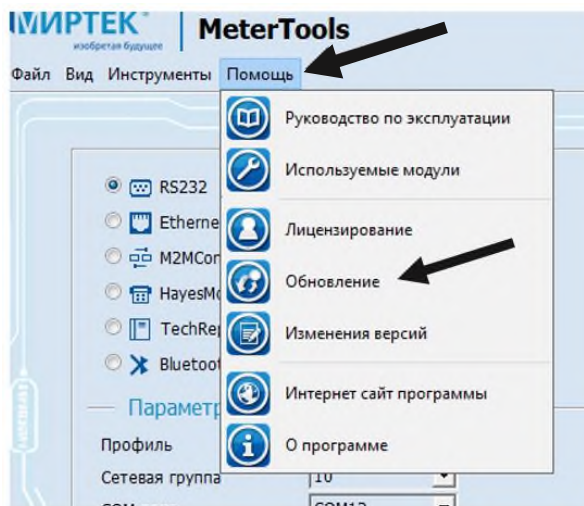 МИРТЕК
изобретая будущее
MeterTools
Файл Вид Инструменты Помощь
Руководство по эксплуатации
Используемые модули
RS232
Лицензирование
Обновление
Изменения версий
Интернет сайт программы
Профиль
О программе
Сетевая группа
10